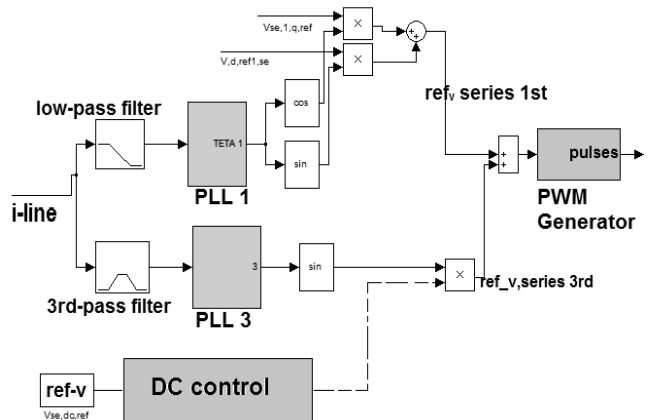 Vse,1,q,ref
×
V,d,ref1,se
×
+
+
cos
ref_v series 1st
low-pass filter
TETA 1
sin
+
+
pulses
PLL 1
PWM
Generator
i-line
3
sin
×
ref_v,series 3rd
3rd-pass filter
PLL 3
ref-v
DC control
Vse,dc,ref